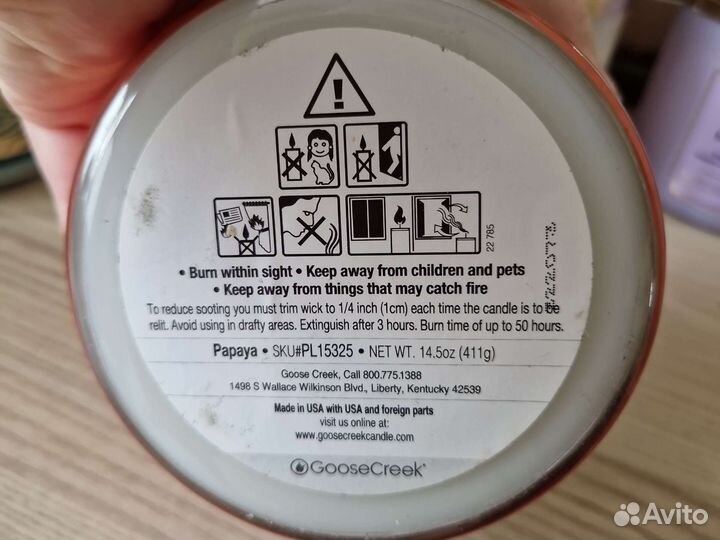 !
22 785
• Burn within sight • Keep away from children and pets
• Keep away from things that may catch fire
To reduce sooting you must trim wick to 1/4 inch (1cm) each time the candle is to be
relit. Avoid using in drafty areas. Extinguish after 3 hours. Burn time of up to 50 hours.
Papaya • SKU#PL15325 • NET WT. 14.5oz (411g)
Goose Creek, Call 800.775.1388
1498 S Wallace Wilkinson Blvd., Liberty, Kentucky 42539
Made in USA with USA and foreign parts
visit us online at:
www.goosecreekcandle.com
GooseCreek®
Avito